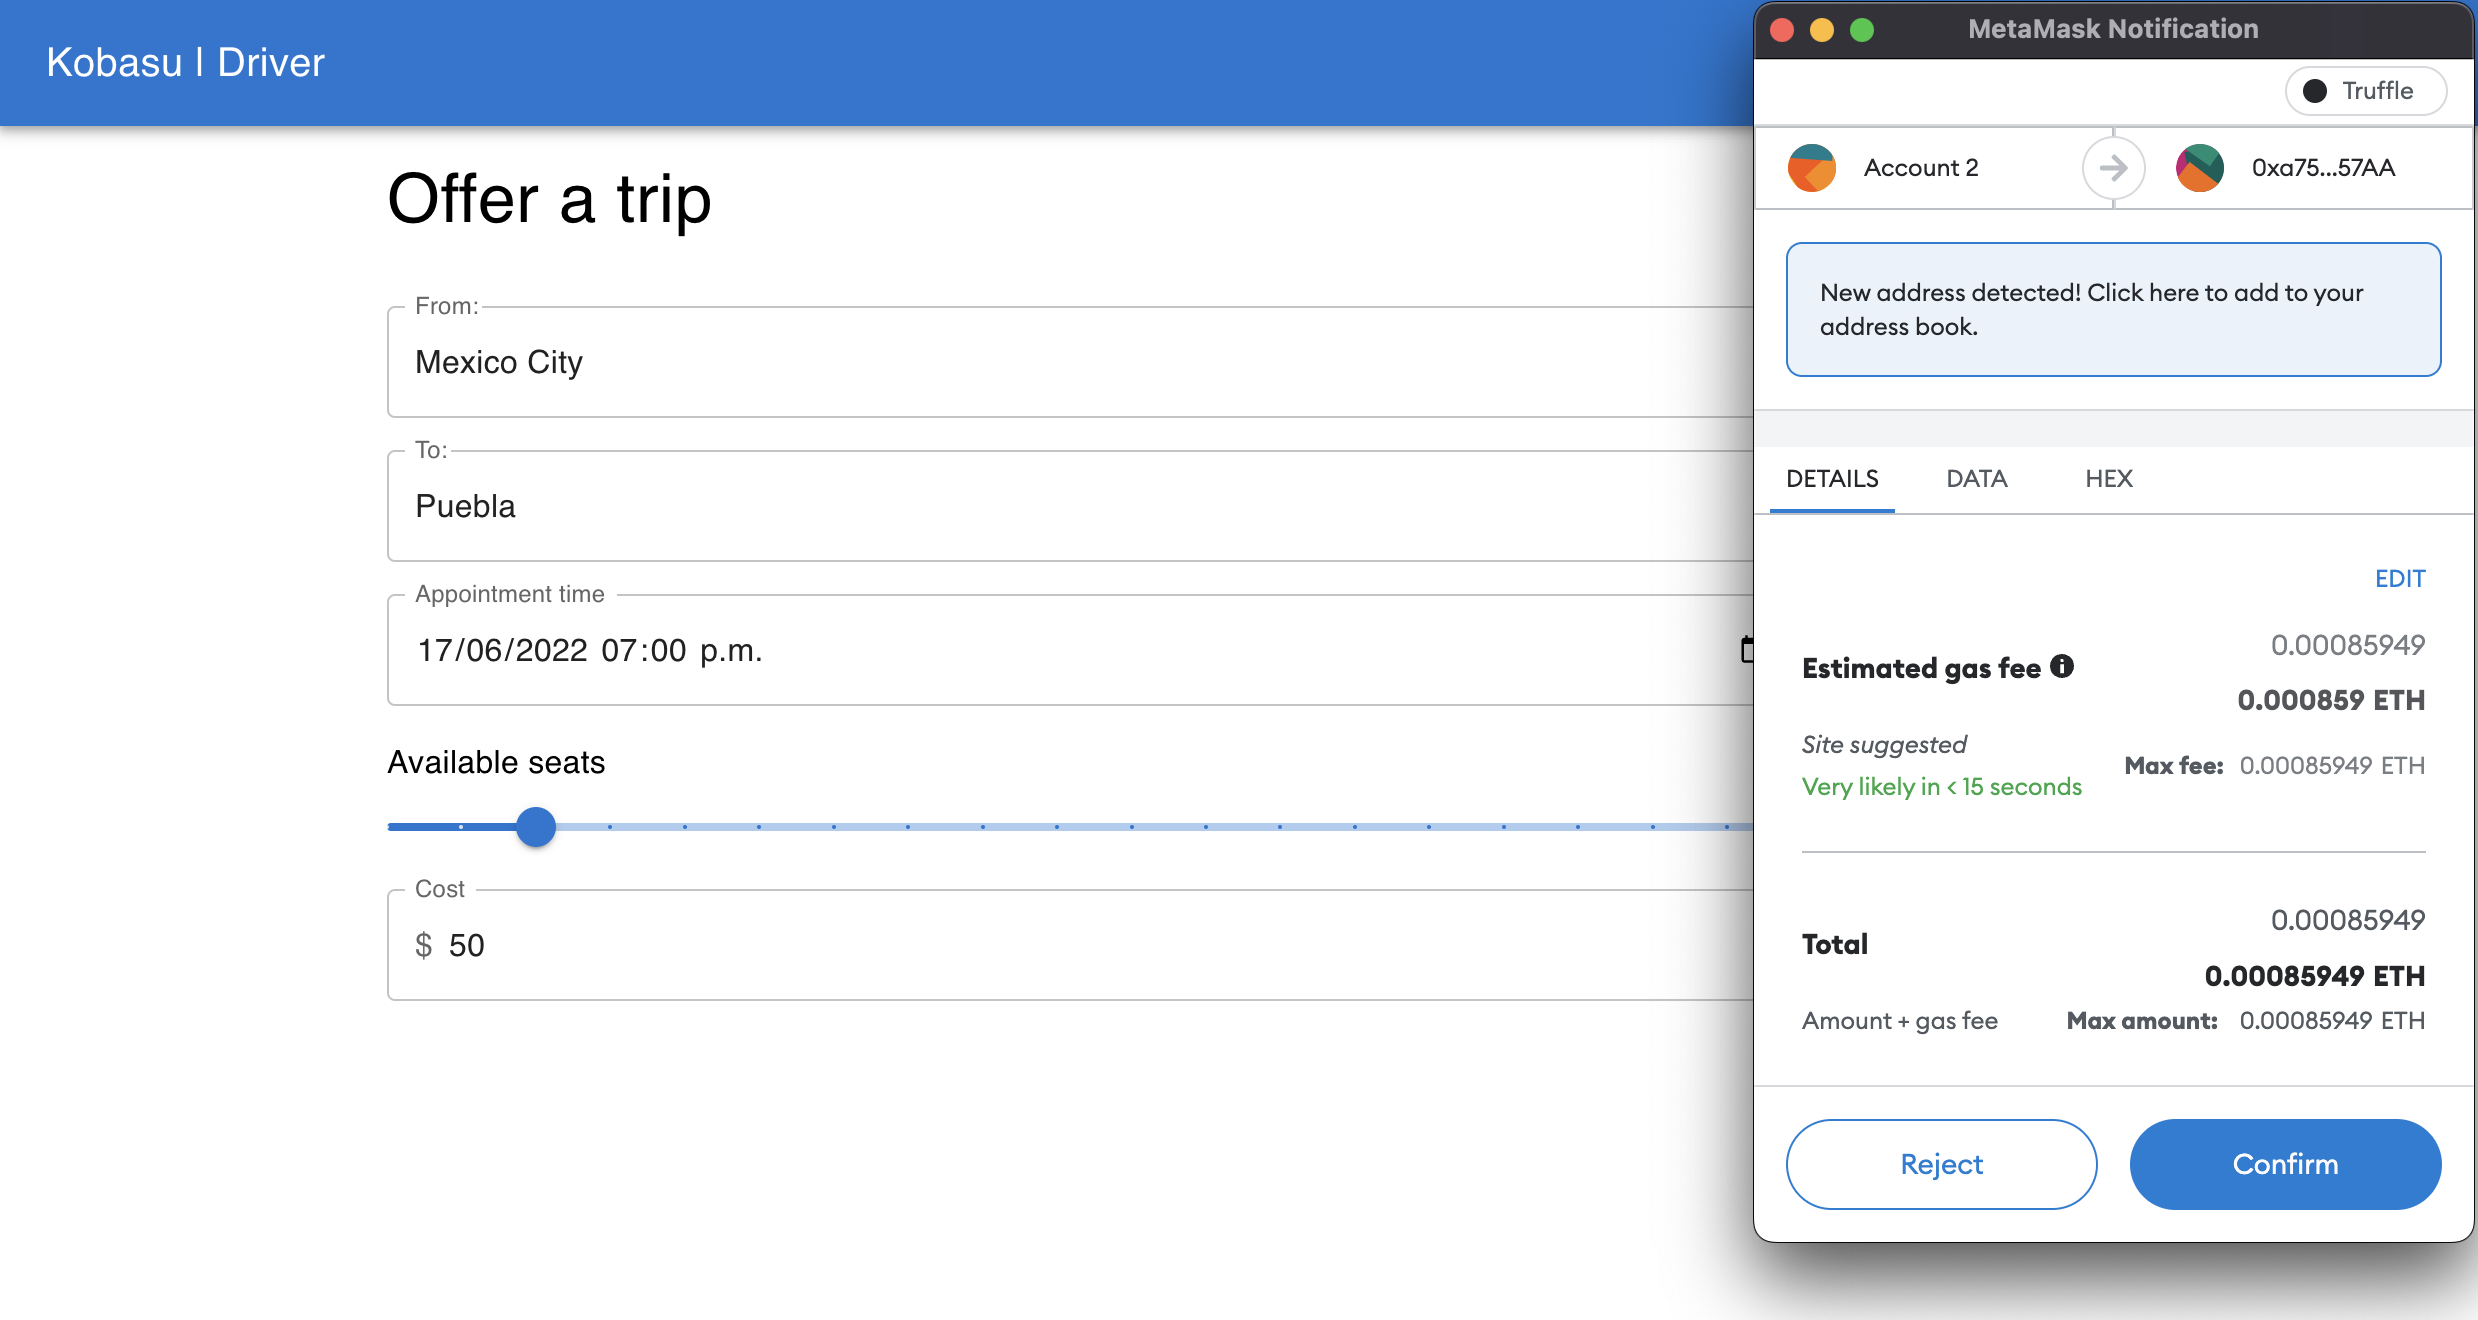 Kobasu | Driver
Offer a trip
From:
Mexico City
To:
Puebla
Appointment time
17/06/2022 07:00 p.m.
Available seats
Cost
$ 50
MetaMask Notification
Truffle
Account 2
0xa75...57AA
New address detected! Click here to add to your
address book.
DETAILS DATA HEX
EDIT
0.00085949
Estimated gas fee
0.000859 ETH
Site suggested
Max fee: 0.00085949 ETH
Very likely in < 15 seconds
0.00085949
Total
0.00085949 ETH
Amount + gas fee Max amount: 0.00085949 ETH
Reject Confirm